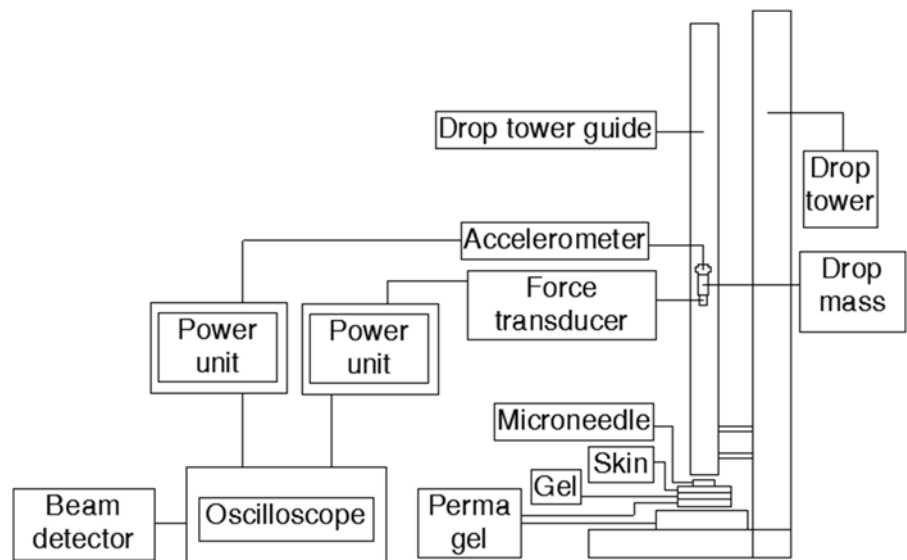 Drop tower guide
Drop
tower
Accelerometer
Force
transducer
Drop
mass
Power
unit
Power
unit
Microneedle
Skin
Gel
Perma
gel
Beam
detector
Oscilloscope